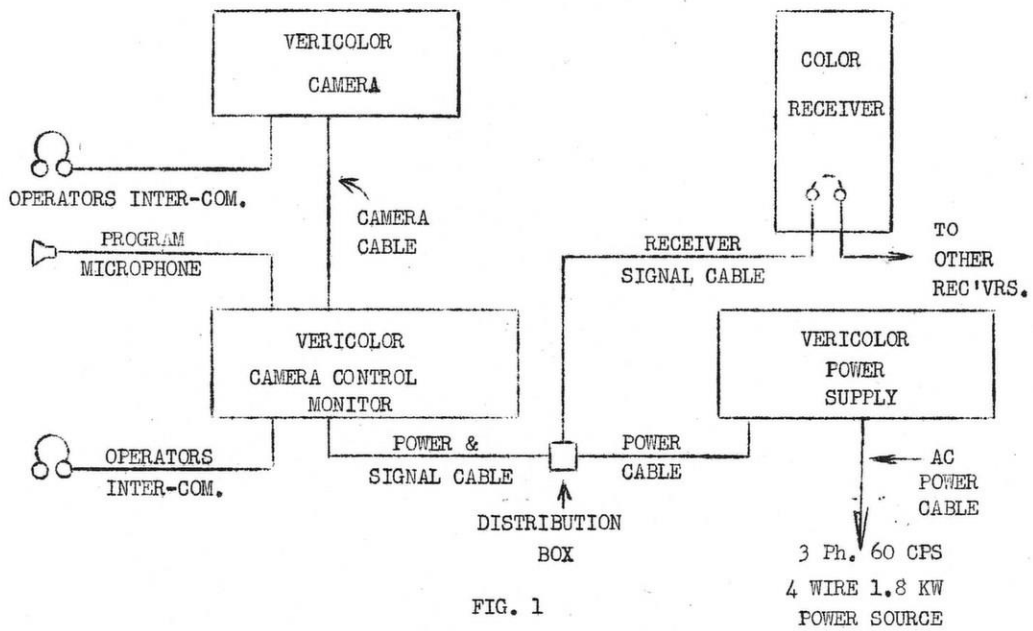 VERICOLOR
CAMERA
COLOR
RECEIVER
OPERATORS INTER-COM.
CAMERA
CABLE
PROGRAM
MICROPHONE
RECEIVER
SIGNAL CABLE
TO
OTHER
REC'VRS.
VERICOLOR
CAMERA CONTROL
MONITOR
VERICOLOR
POWER
SUPPLY
OPERATORS
INTER-COM.
POWER &
SIGNAL CABLE
POWER
CABLE
AC
POWER
CABLE
DISTRIBUTION
BOX
3 Ph. 60 CPS
4 WIRE 1.8 KW
POWER SOURCE
FIG. 1